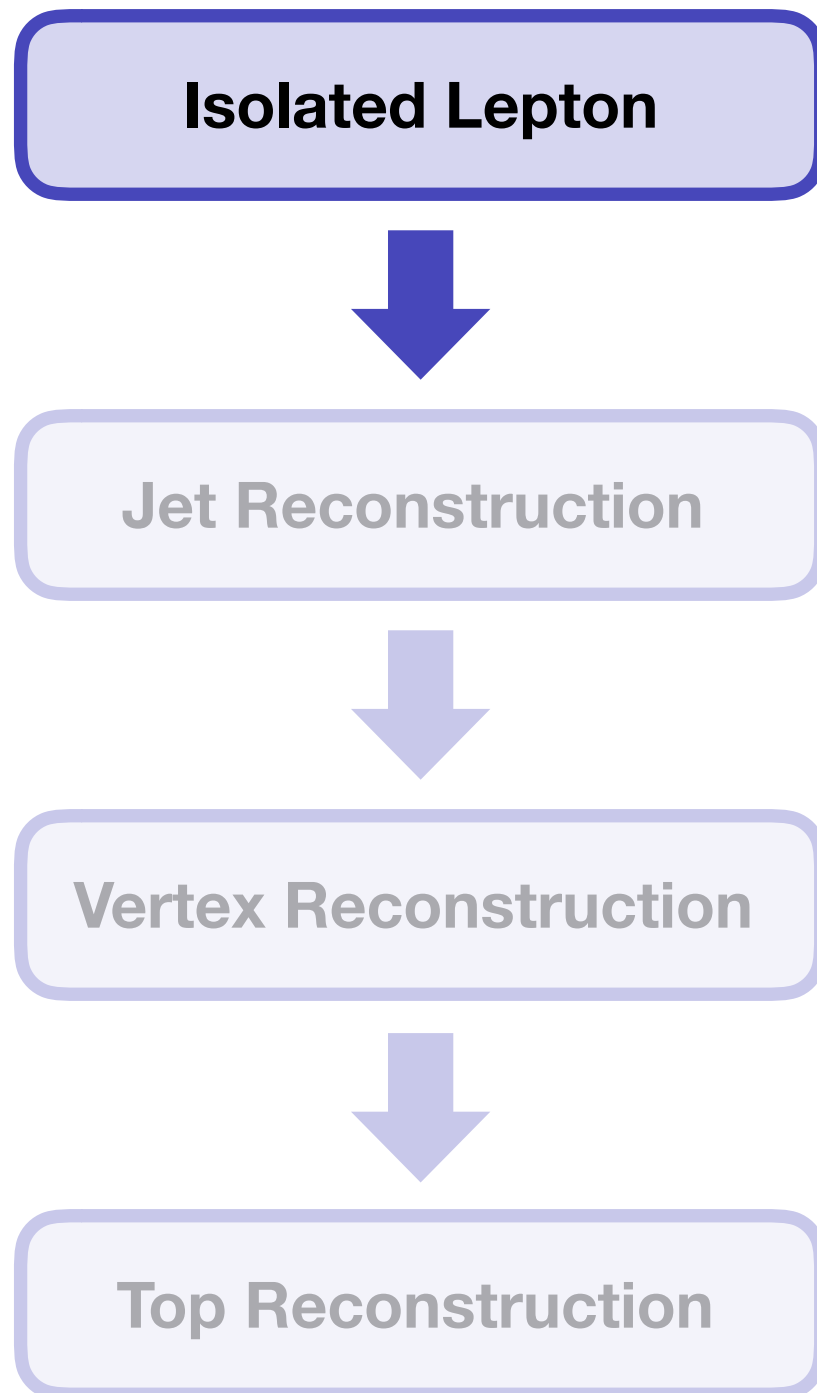 Isolated Lepton
Jet Reconstruction
Vertex Reconstruction
Top Reconstruction